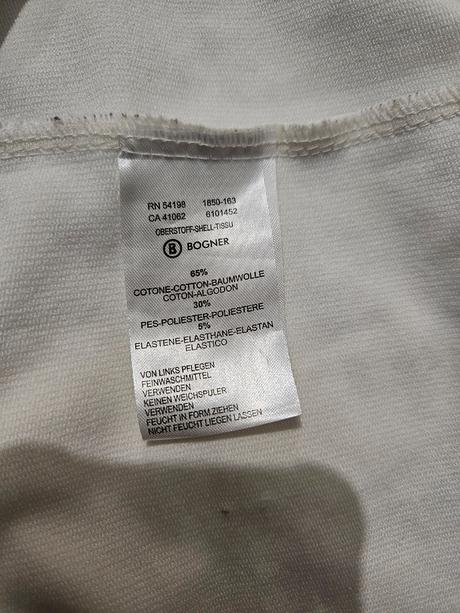 RN 54198 1850-163
CA 41062 6101452
OBERSTOFF-SHELL-TISSU
B BOGNER
65%
COTONE-COTTON-BAUMWOLLE
COTON-ALGODON
30%
PES-POLIESTER-POLIESTERE
5%
ELASTENE-ELASTHANE-ELASTAN
ELASTICO
VON LINKS PFLEGEN
FEINWASCHMITTEL
VERWENDEN
KEINEN WEICHSPÜLER
VERWENDEN
FEUCHT IN FORM ZIEHEN
NICHT FEUCHT LIEGEN LASSEN